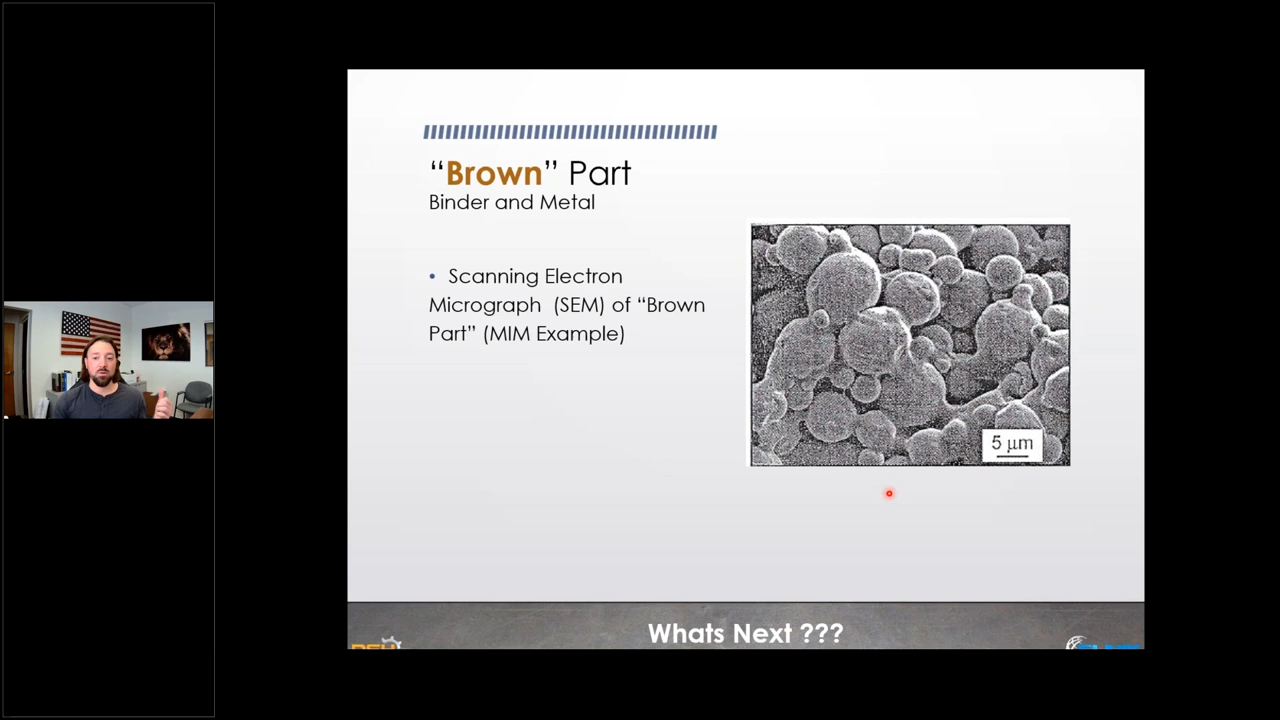 “Brown” Part
Binder and Metal
• Scanning Electron
Micrograph (SEM) of “Brown
Part” (MIM Example)
5 μm
Whats Next ???